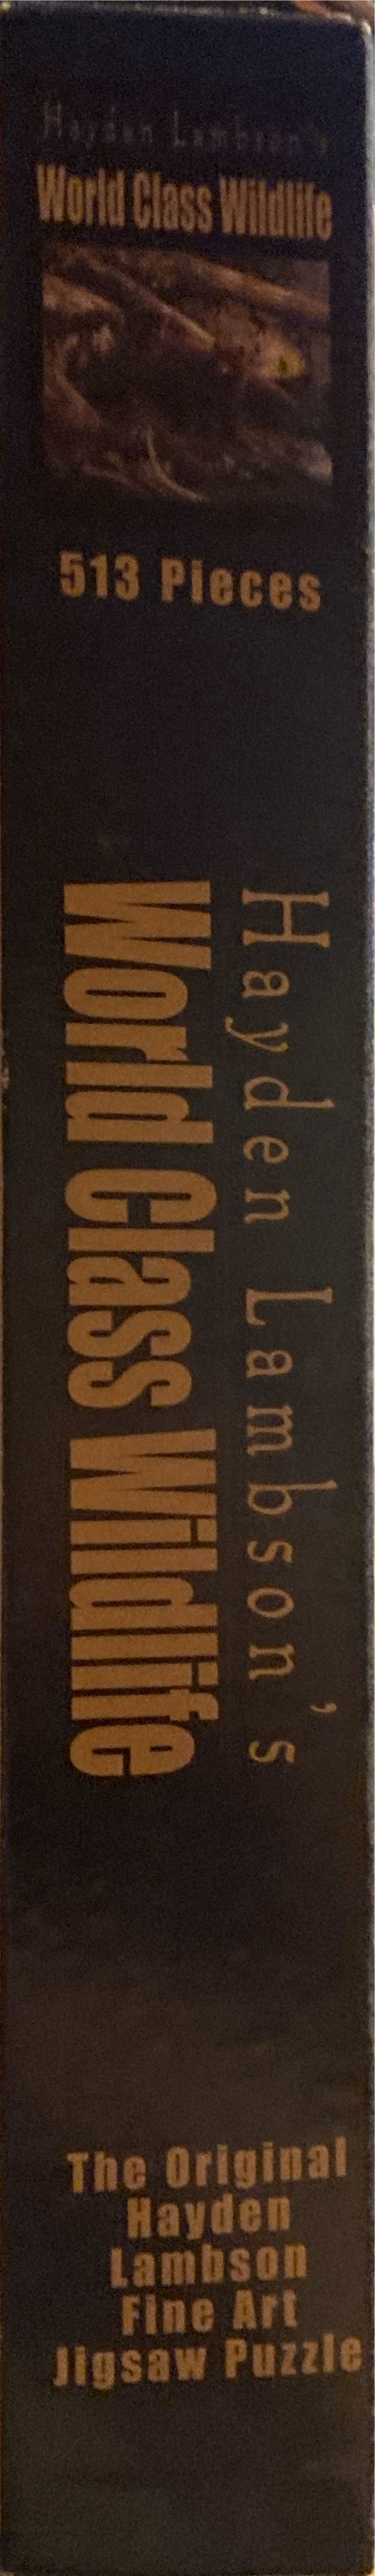 Hayden Lambson's
World Class Wildlife
513 Pieces
Hayden Lambson's
World Class Wildlife
The Original
Hayden
Lambson
Fine Art
Jigsaw Puzzle